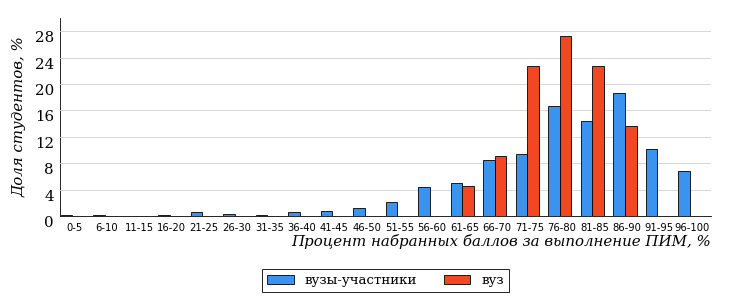 Доля студентов, %
28
24
20
16
12
8
4
0
0-5 6-10 11-15 16-20 21-25 26-30 31-35 36-40 41-45 46-50 51-55 56-60 61-65 66-70 71-75 76-80 81-85 86-90 91-95 96-100
Процент набранных баллов за выполнение ПИМ, %
вузы-участники вуз